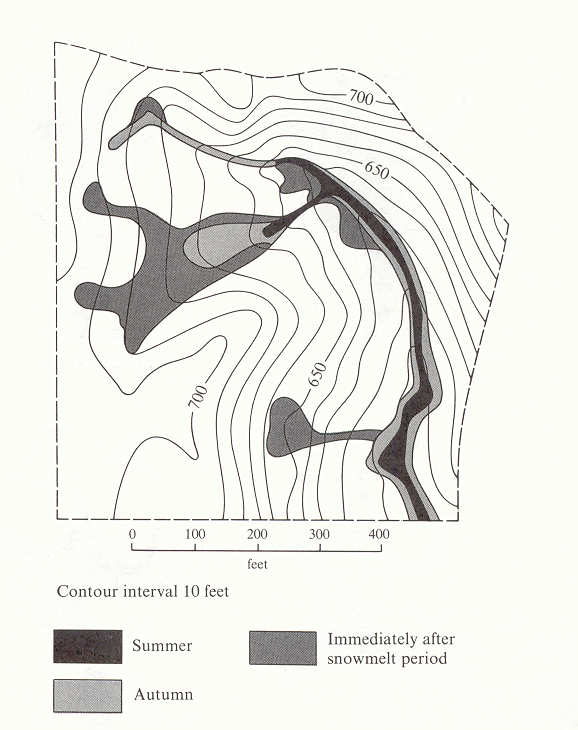 700
650
650
700
0 100 200 300 400
feet
Contour interval 10 feet
Summer
Immediately after
snowmelt period
Autumn